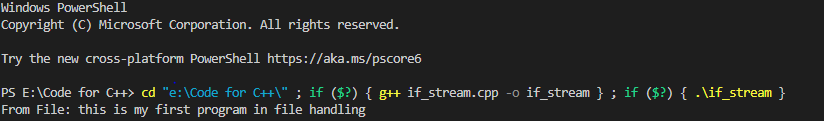 Windows PowerShell
Copyright (C) Microsoft Corporation. All rights reserved.
Try the new cross-platform PowerShell https://aka.ms/pscore6
PS E:\Code for C++> cd "e:\Code for C++\" ; if ($?) { g++ if_stream.cpp -o if_stream } ; if ($?) { .\if_stream }
From File: this is my first program in file handling